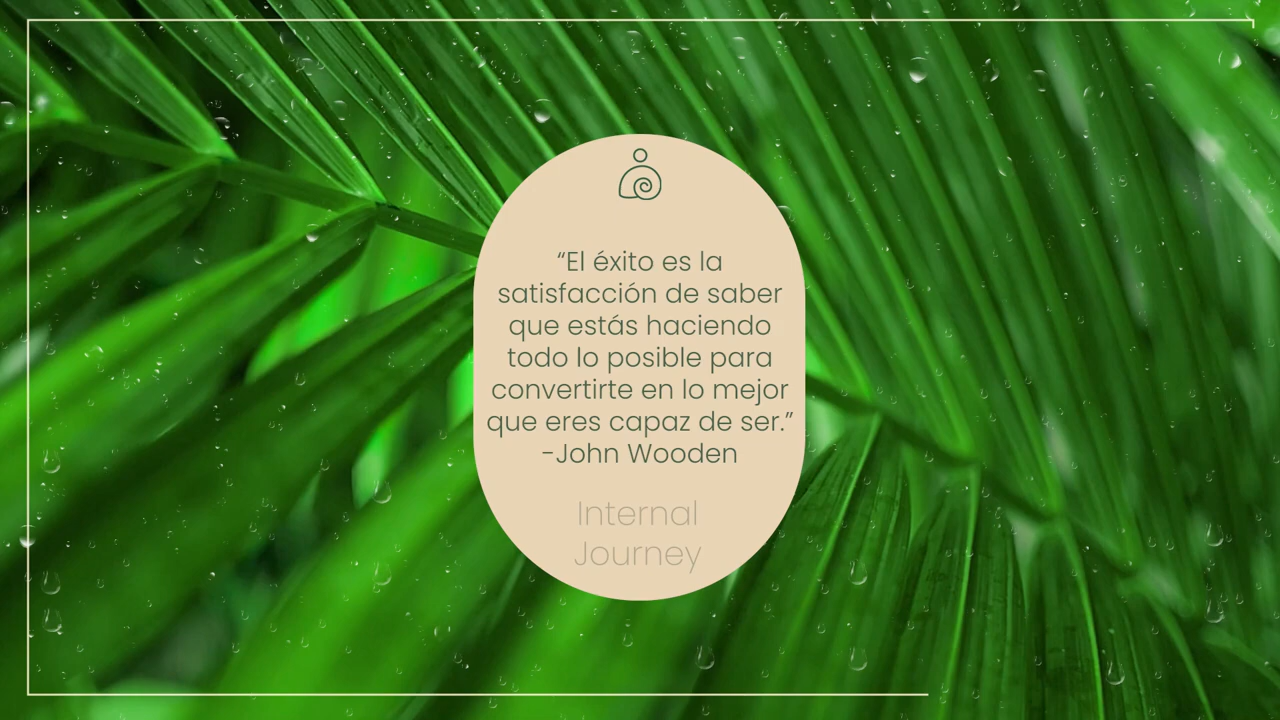 “El éxito es la
satisfacción de saber
que estás haciendo
todo lo posible para
convertirte en lo mejor
que eres capaz de ser.”
-John Wooden
Internal
Journey